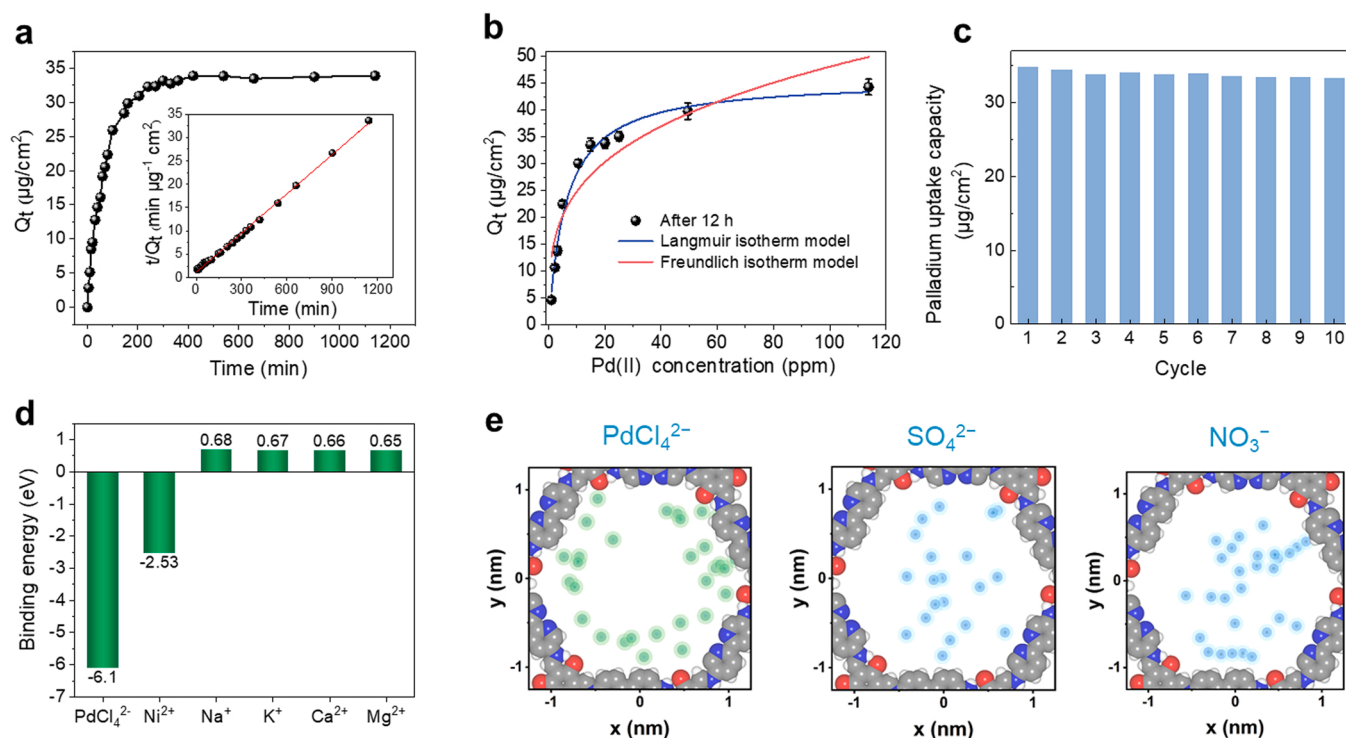 a
Qt (µg/cm²)
35
30
25
20
15
10
5
0
0 200 400 600 800 1000 1200
Time (min)
t/Qt (min µg⁻¹ cm²)
35
30
25
20
15
10
5
0
0 300 600 900 1200
Time (min)
b
Qt (µg/cm²)
50
45
40
35
30
25
20
15
10
5
0
After 12 h
Langmuir isotherm model
Freundlich isotherm model
0 20 40 60 80 100 120
Pd(II) concentration (ppm)
c
Palladium uptake capacity
(µg/cm²)
30
20
10
0
1 2 3 4 5 6 7 8 9 10
Cycle
d
Binding energy (eV)
1
0
-1
-2
-3
-4
-5
-6
-7
0.68 0.67 0.66 0.65
-2.53
-6.1
PdCl₄²⁻ Ni²⁺ Na⁺ K⁺ Ca²⁺ Mg²⁺
e
PdCl₄²⁻
y (nm)
1
0
-1
-1 0 1
x (nm)
SO₄²⁻
y (nm)
1
0
-1
-1 0 1
x (nm)
NO₃⁻
y (nm)
1
0
-1
-1 0 1
x (nm)